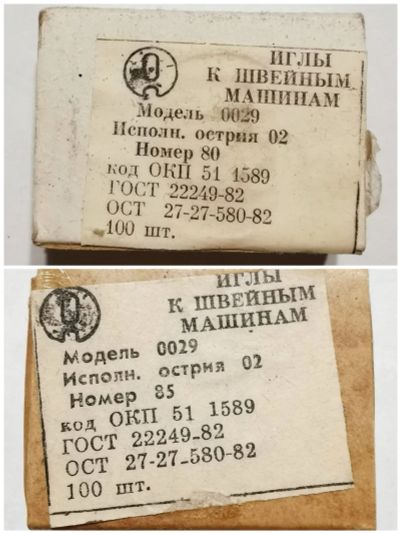 ИГЛЫ
К ШВЕЙНЫМ
МАШИНАМ
Модель 0029
Исполн. острия 02
Номер 80
код ОКП 51 1589
ГОСТ 22249-82
ОСТ 27-27-580-82
100 шт.
ИГЛЫ
К ШВЕЙНЫМ
МАШИНАМ
Модель 0029
Исполн. острия 02
Номер 85
код ОКП 51 1589
ГОСТ 22249-82
ОСТ 27-27-580-82
100 шт.